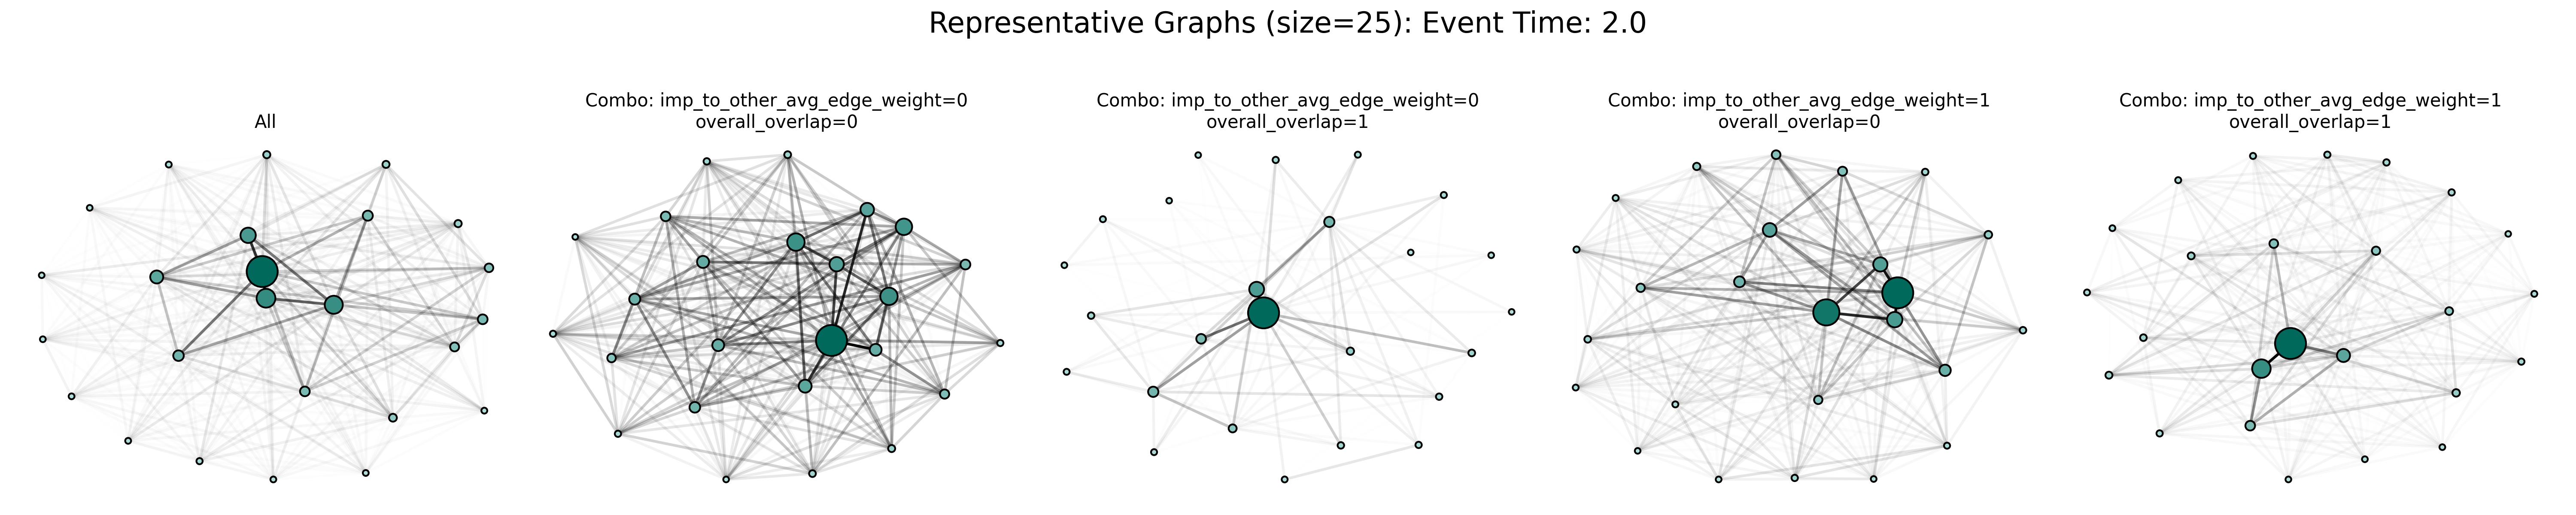 Representative Graphs (size=25): Event Time: 2.0
All
Combo: imp_to_other_avg_edge_weight=0
overall_overlap=0
Combo: imp_to_other_avg_edge_weight=0
overall_overlap=1
Combo: imp_to_other_avg_edge_weight=1
overall_overlap=0
Combo: imp_to_other_avg_edge_weight=1
overall_overlap=1